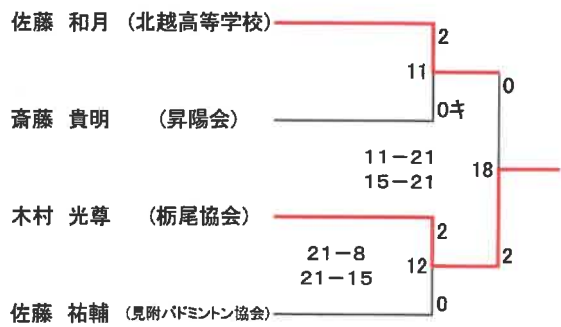 佐藤 和月 (北越高等学校)
2
11
0
斎藤 貴明 (昇陽会)
0キ
11-21
15-21
18
木村 光尊 (栃尾協会)
2
21-8
21-15
12
2
0
佐藤 祐輔 (見附バドミントン協会)